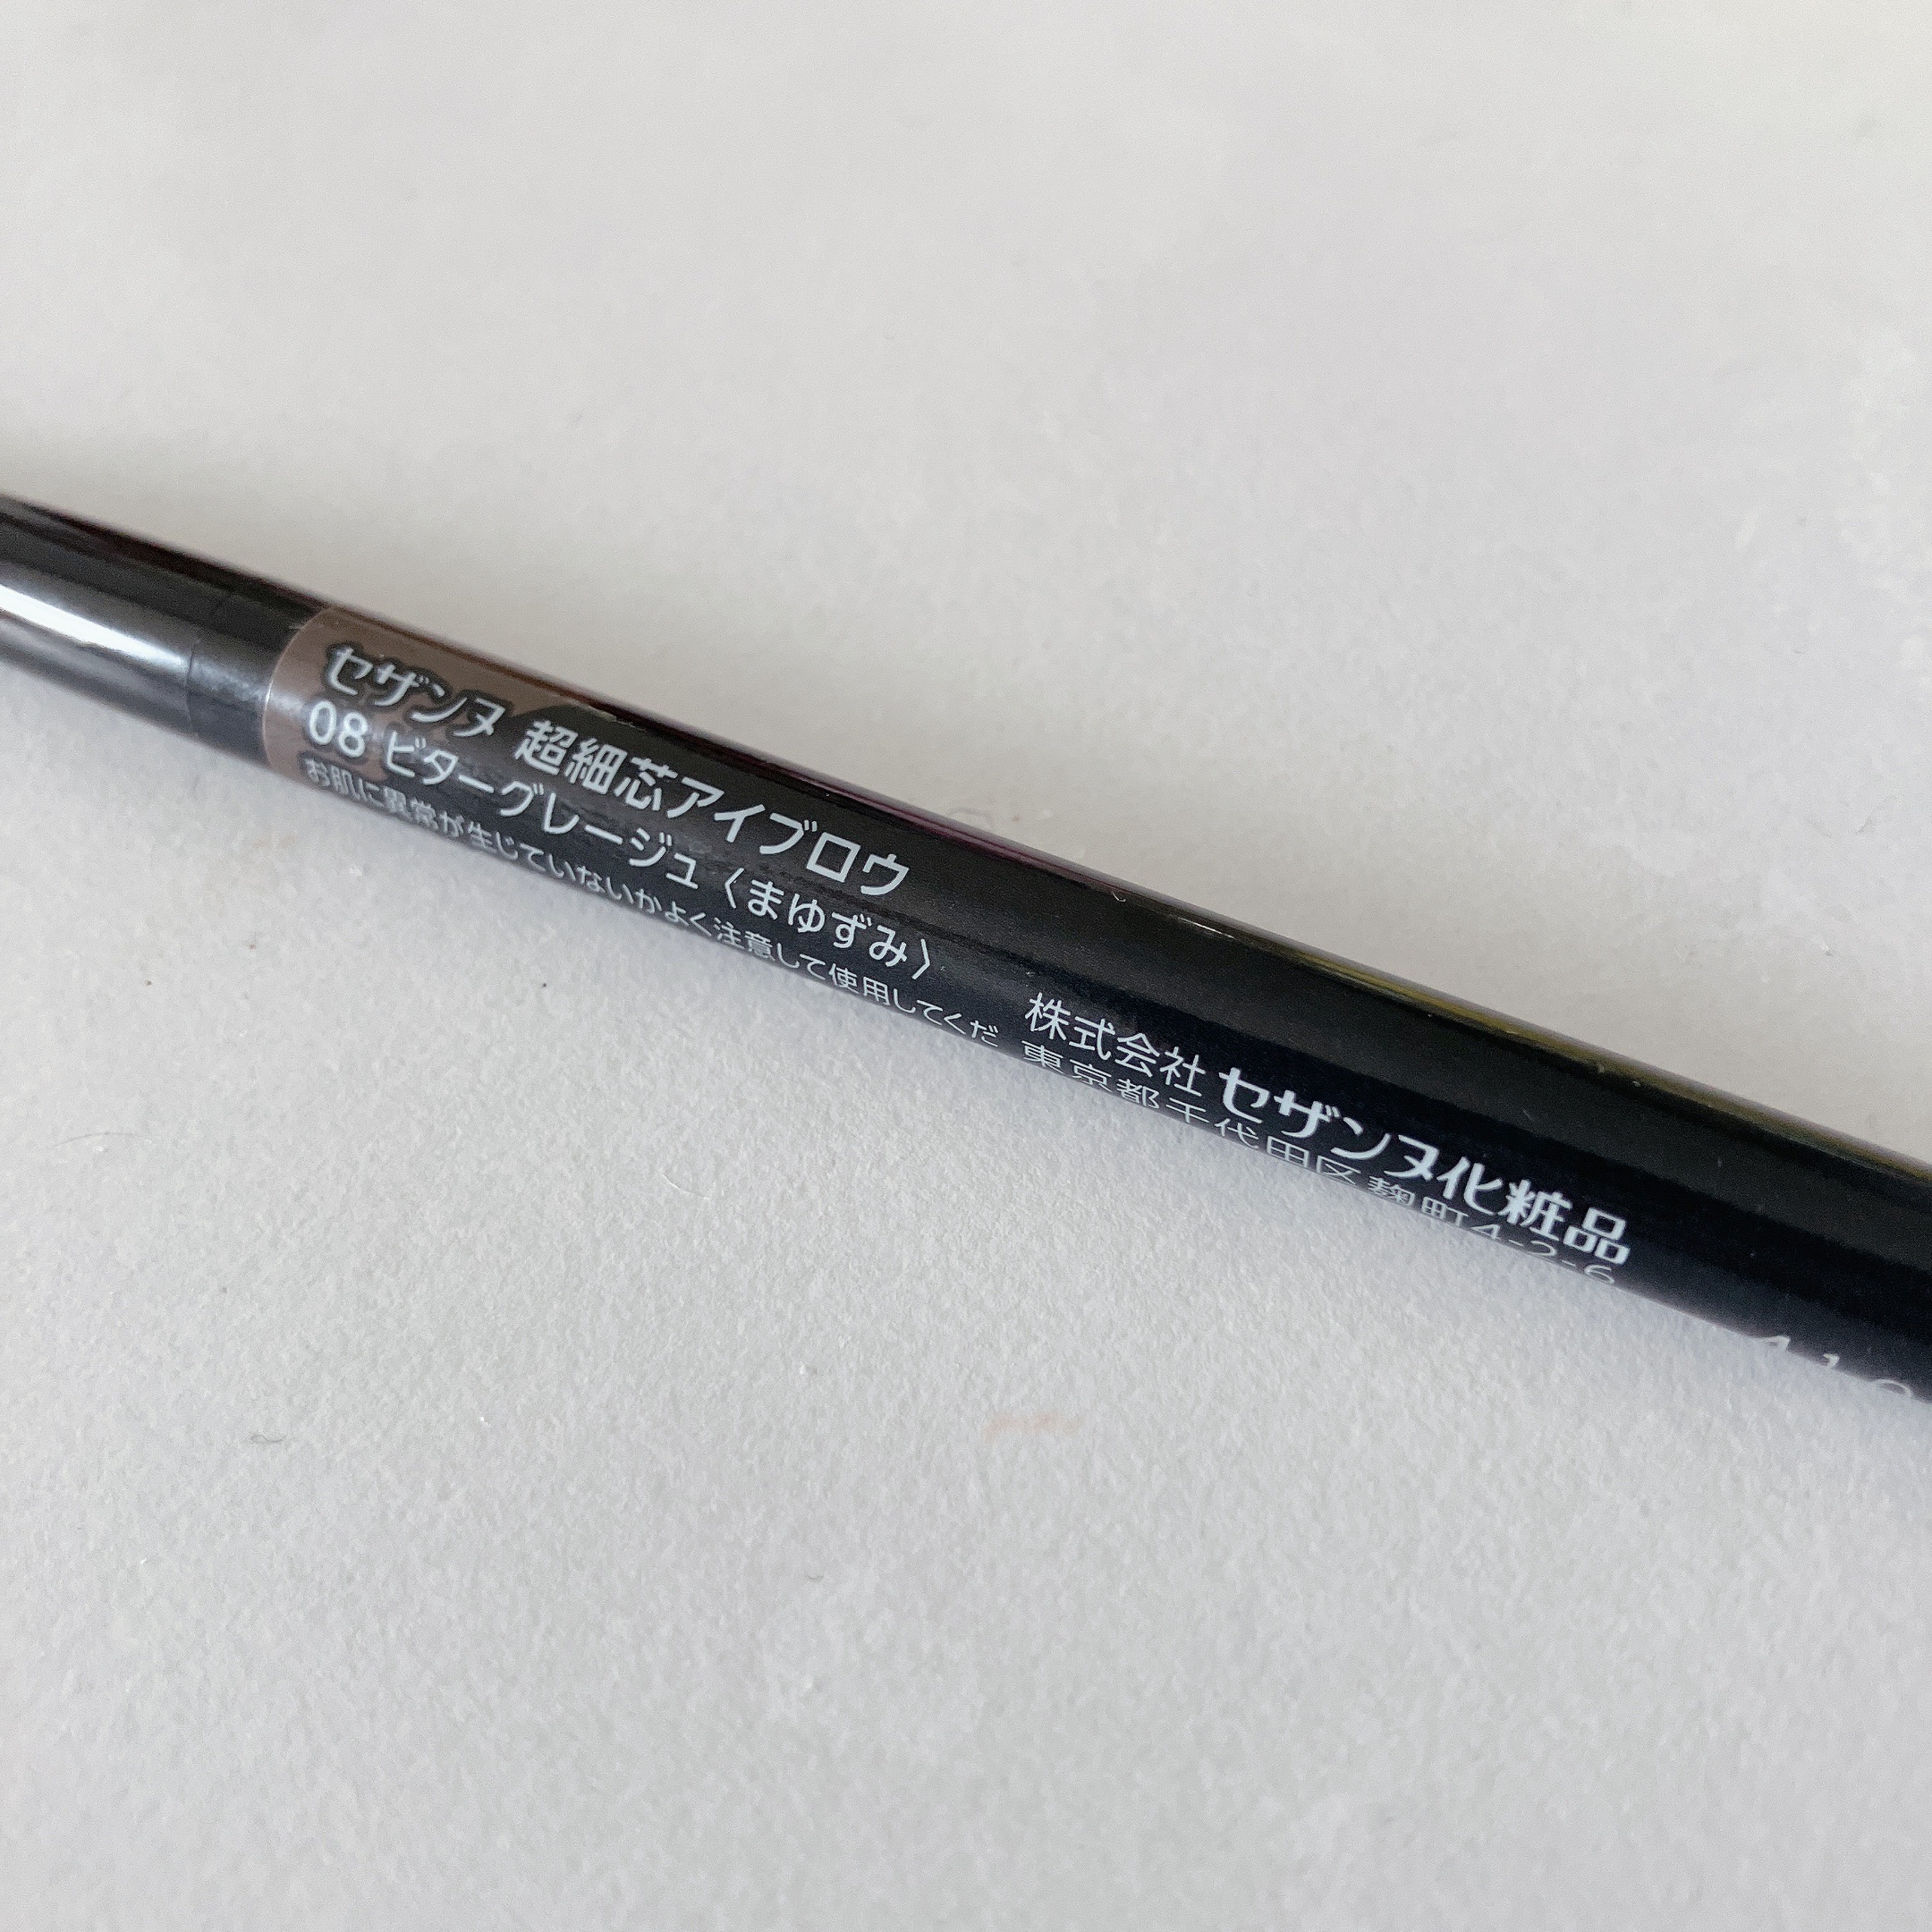 セザンヌ 超細芯アイブロウ
08 ビターグレージュ〈まゆずみ〉
お肌に異常が生じていないかよく注意して使用してくだ
株式会社 セザンヌ化粧品
東京都千代田区麹町4-2-6